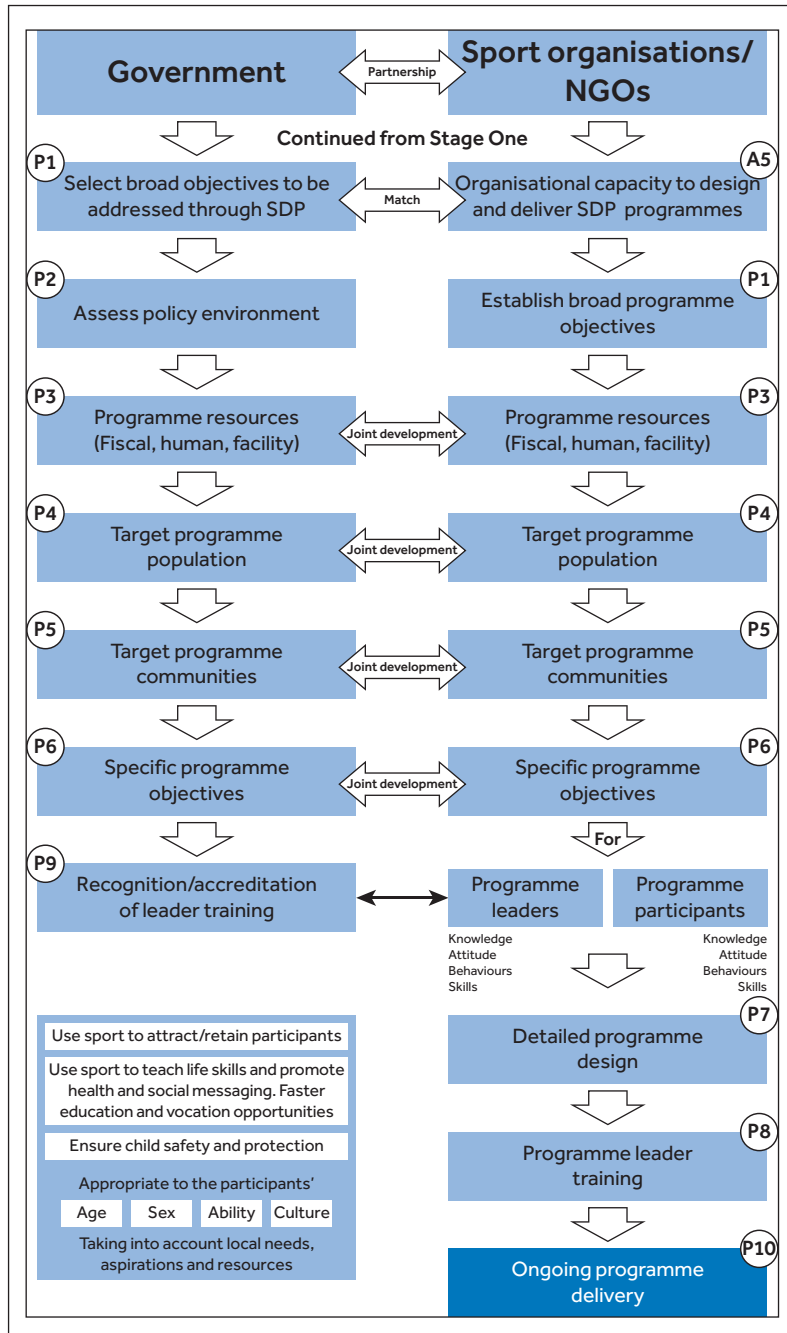 Government
Partnership
Sport organisations/
NGOs
Continued from Stage One
P1
Select broad objectives to be
addressed through SDP
Match
A5
Organisational capacity to design
and deliver SDP programmes
P2
Assess policy environment
P1
Establish broad programme
objectives
P3
Programme resources
(Fiscal, human, facility)
Joint development
P3
Programme resources
(Fiscal, human, facility)
P4
Target programme
population
Joint development
P4
Target programme
population
P5
Target programme
communities
Joint development
P5
Target programme
communities
P6
Specific programme
objectives
Joint development
P6
Specific programme
objectives
For
P9
Recognition/accreditation
of leader training
Programme
leaders
Programme
participants
Knowledge
Attitude
Behaviours
Skills
Knowledge
Attitude
Behaviours
Skills
P7
Detailed programme
design
P8
Programme leader
training
P10
Ongoing programme
delivery
Use sport to attract/retain participants
Use sport to teach life skills and promote
health and social messaging. Faster
education and vocation opportunities
Ensure child safety and protection
Appropriate to the participants'
Age
Sex
Ability
Culture
Taking into account local needs,
aspirations and resources